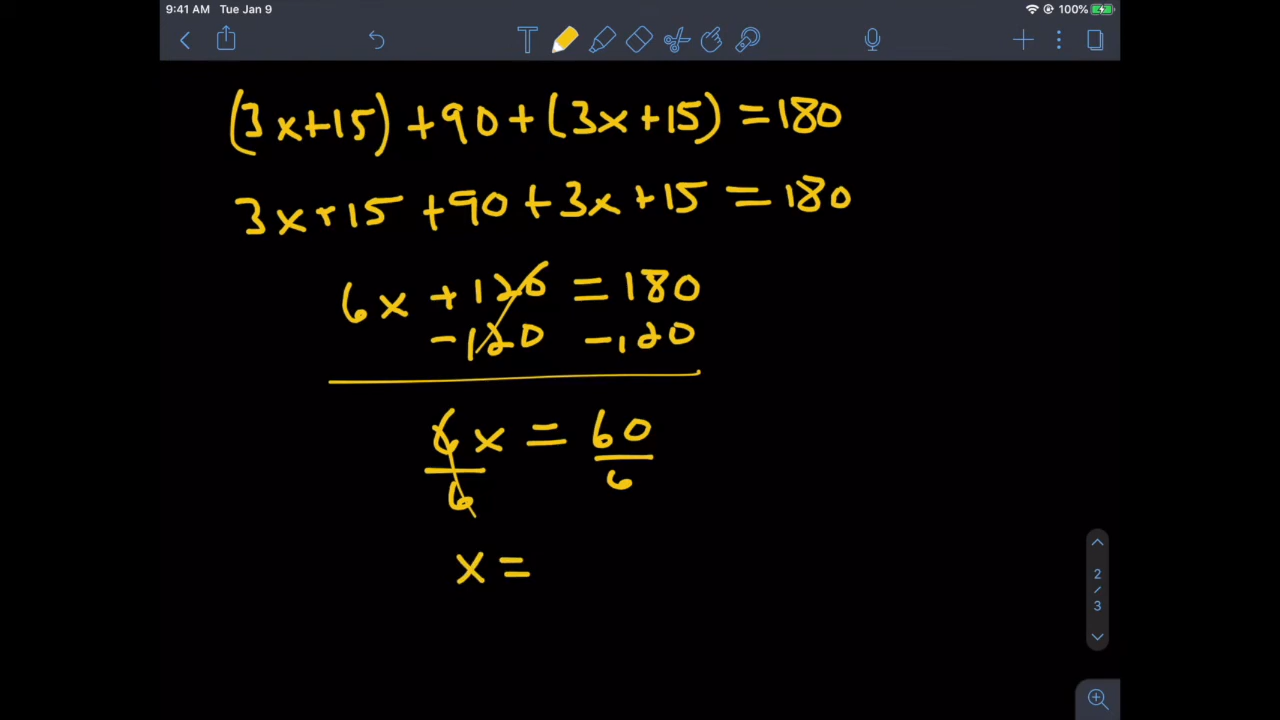 9:41 AM Tue Jan 9 100%
T
(3x+15) +90+(3x+15) =180
3x+15 +90+3x+15 =180
6x +120 =180
-120 -120
6x = 60
6 6
x =
2
/
3